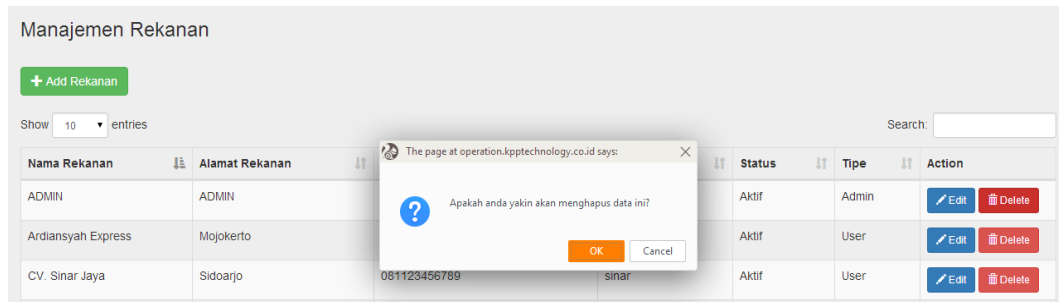 Manajemen Rekanan
+ Add Rekanan
Show 10 entries
Search:
The page at operation.kpptechnology.co.id says:
Apakah anda yakin akan menghapus data ini?
OK Cancel
Nama Rekanan Alamat Rekanan Status Tipe Action
ADMIN ADMIN Aktif Admin Edit Delete
Ardiansyah Express Mojokerto Aktif User Edit Delete
CV. Sinar Jaya Sidoarjo 081123456789 sinar Aktif User Edit Delete